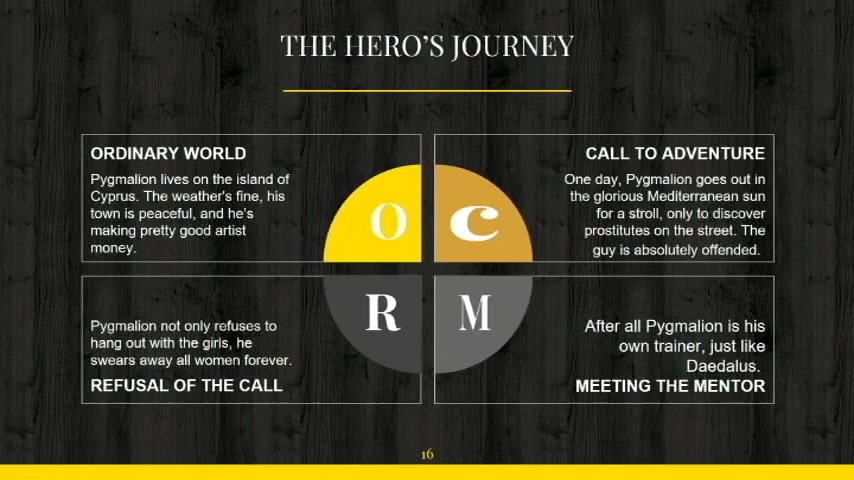 THE HERO’S JOURNEY
ORDINARY WORLD
Pygmalion lives on the island of
Cyprus. The weather's fine, his
town is peaceful, and he's
making pretty good artist
money.
O
CALL TO ADVENTURE
One day, Pygmalion goes out in
the glorious Mediterranean sun
for a stroll, only to discover
prostitutes on the street. The
guy is absolutely offended.
C
R
Pygmalion not only refuses to
hang out with the girls, he
swears away all women forever.
REFUSAL OF THE CALL
M
After all Pygmalion is his
own trainer, just like
Daedalus.
MEETING THE MENTOR
16